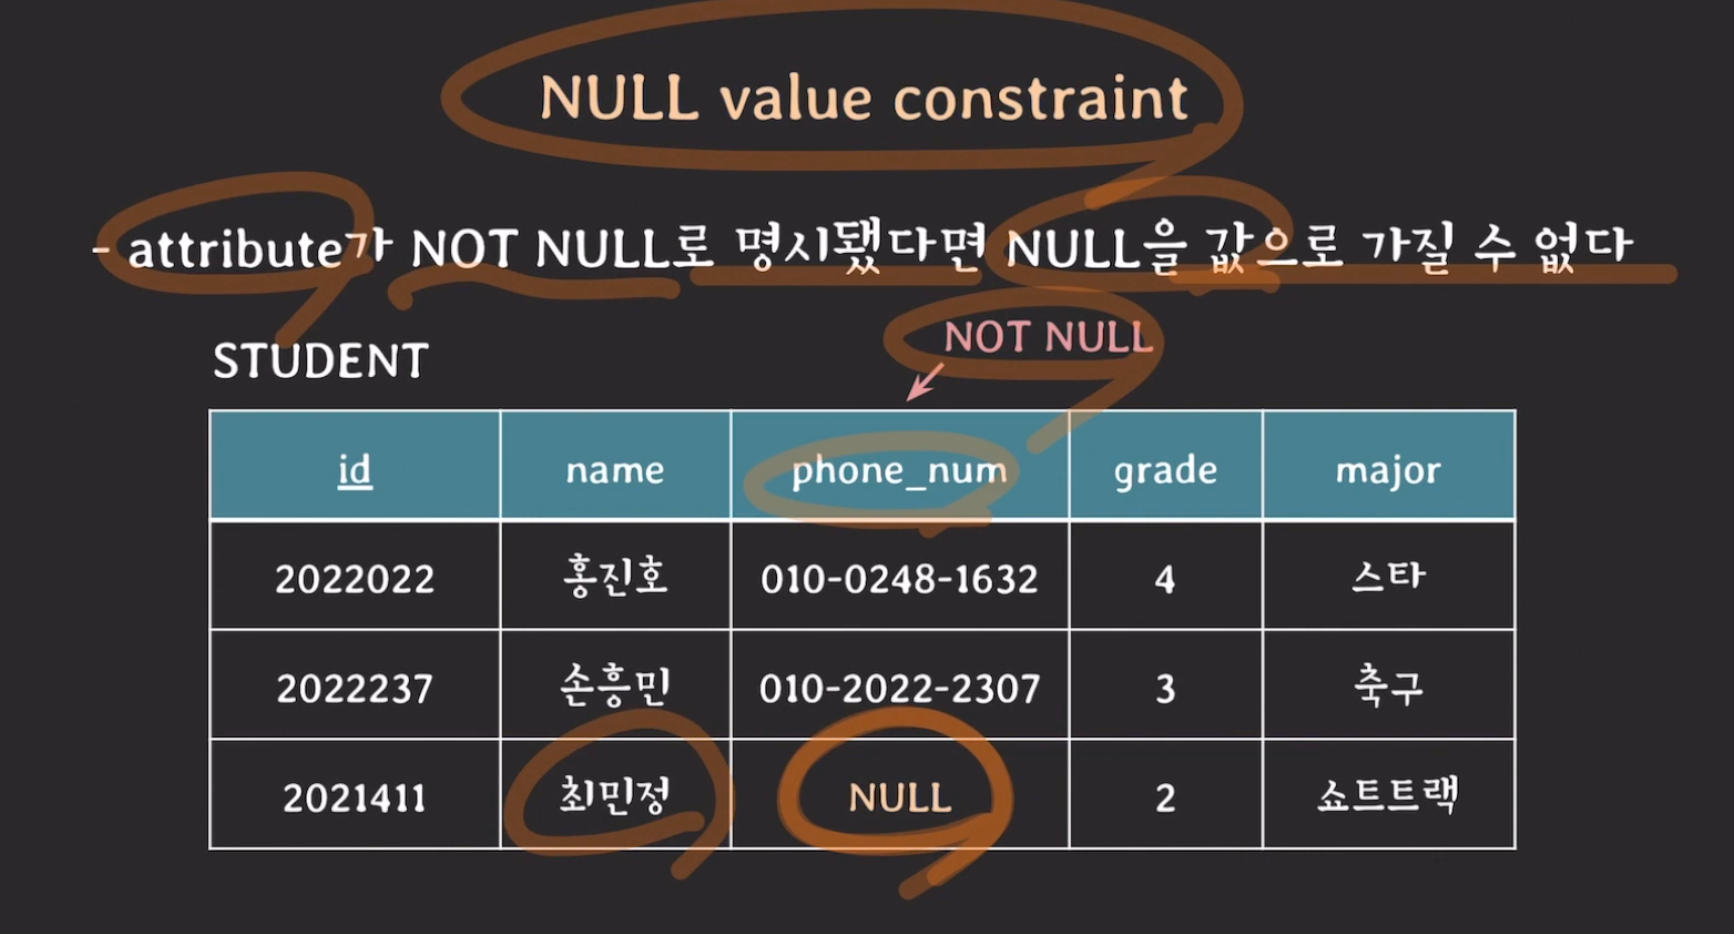 NULL value constraint
- attribute가 NOT NULL로 명시됐다면 NULL을 값으로 가질 수 없다
NOT NULL
STUDENT
id name phone_num grade major
2022022 홍진호 010-0248-1632 4 스타
2022237 손흥민 010-2022-2307 3 축구
2021411 최민정 NULL 2 쇼트트랙